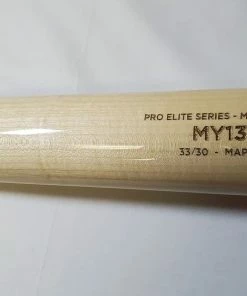 PRO ELITE SERIES - M
MY13
33/30 - MAP